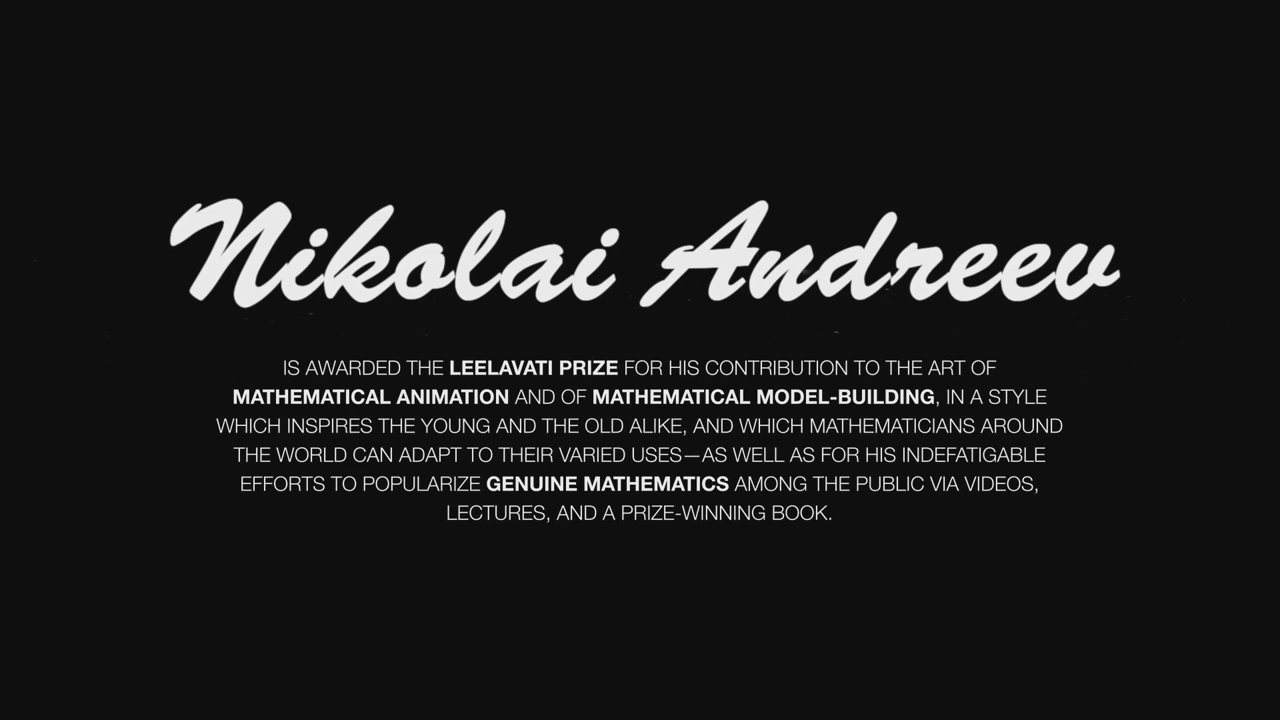 Nikolai Andreev
IS AWARDED THE LEELAVATI PRIZE FOR HIS CONTRIBUTION TO THE ART OF
MATHEMATICAL ANIMATION AND OF MATHEMATICAL MODEL-BUILDING, IN A STYLE
WHICH INSPIRES THE YOUNG AND THE OLD ALIKE, AND WHICH MATHEMATICIANS AROUND
THE WORLD CAN ADAPT TO THEIR VARIED USES—AS WELL AS FOR HIS INDEFATIGABLE
EFFORTS TO POPULARIZE GENUINE MATHEMATICS AMONG THE PUBLIC VIA VIDEOS,
LECTURES, AND A PRIZE-WINNING BOOK.